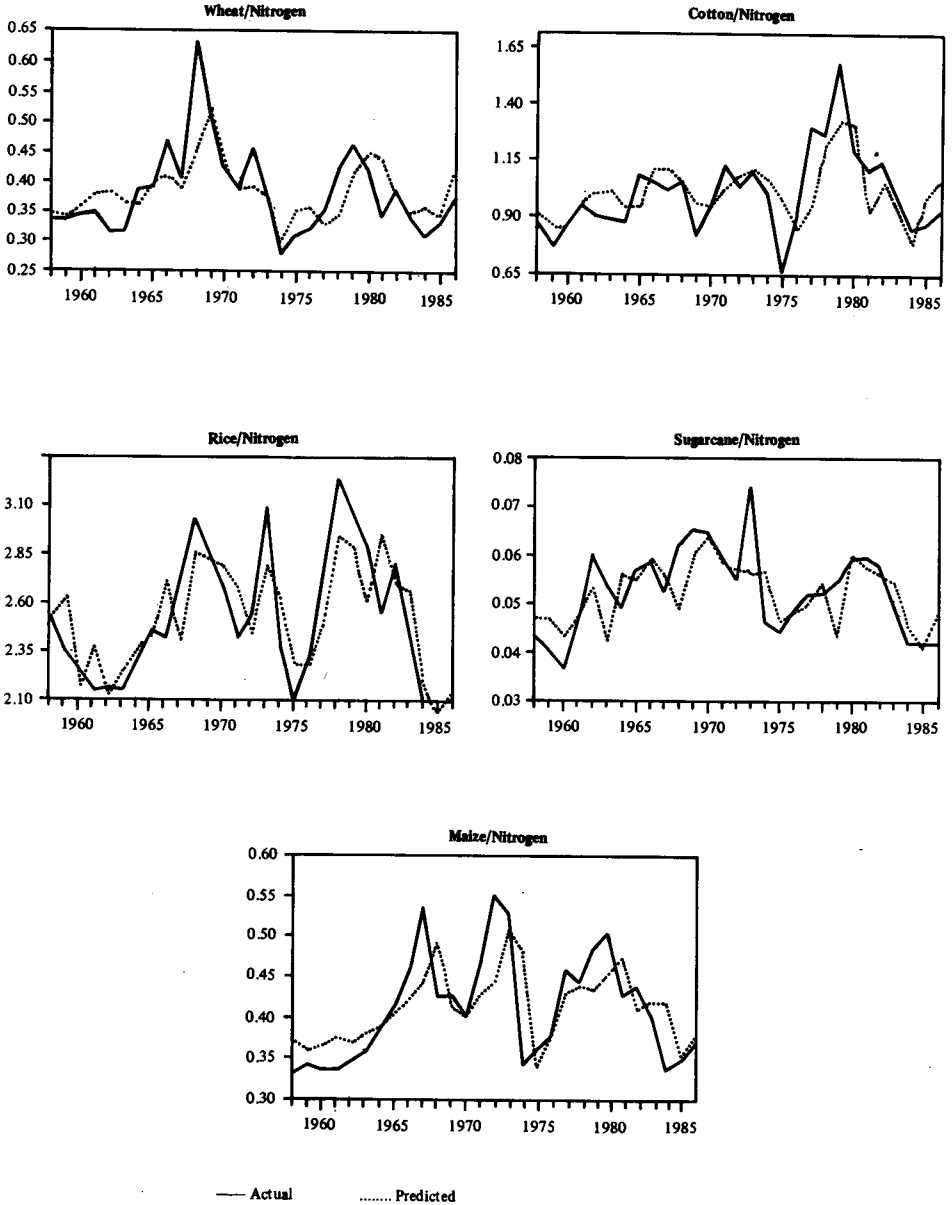 Wheat/Nitrogen
0.65
0.60
0.55
0.50
0.45
0.40
0.35
0.30
0.25
1960 1965 1970 1975 1980 1985
Cotton/Nitrogen
1.65
1.40
1.15
0.90
0.65
1960 1965 1970 1975 1980 1985
Rice/Nitrogen
3.10
2.85
2.60
2.35
2.10
1960 1965 1970 1975 1980 1985
Sugarcane/Nitrogen
0.08
0.07
0.06
0.05
0.04
0.03
1960 1965 1970 1975 1980 1985
Maize/Nitrogen
0.60
0.55
0.50
0.45
0.40
0.35
0.30
1960 1965 1970 1975 1980 1985
Actual Predicted